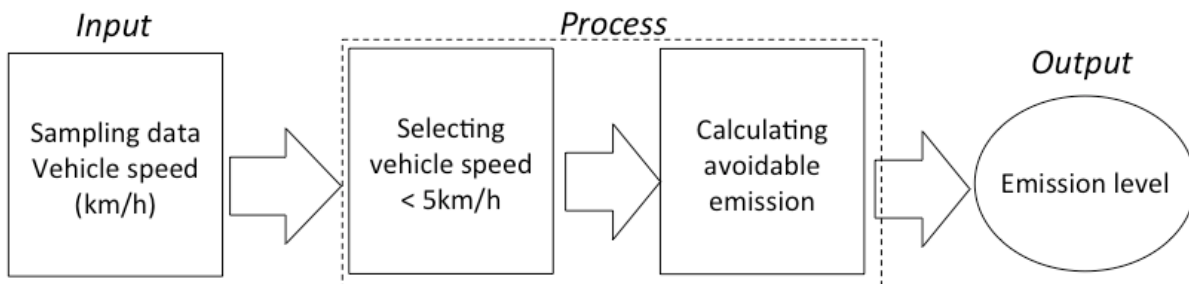 Input
Sampling data
Vehicle speed
(km/h)
Process
Selecting
vehicle speed
< 5km/h
Calculating
avoidable
emission
Output
Emission level